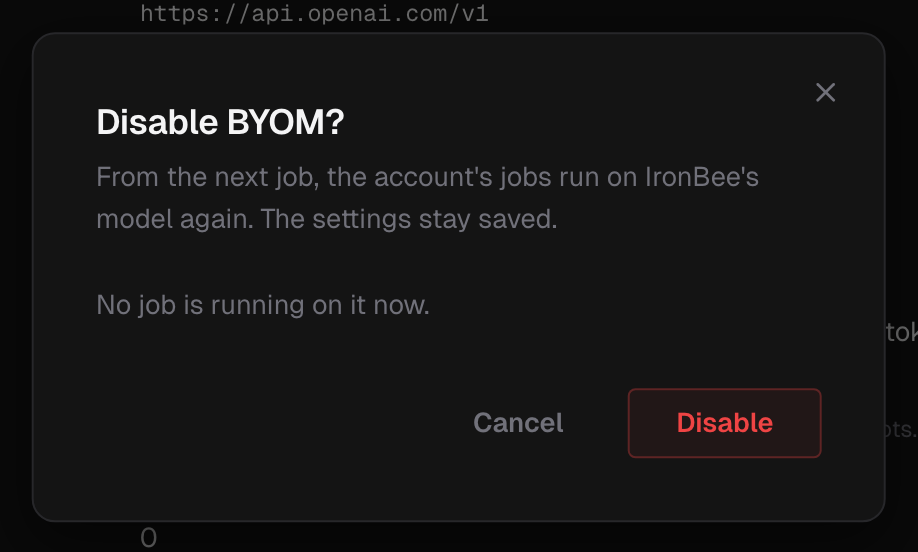 https://api.openai.com/v1
Disable BYOM?
From the next job, the account's jobs run on IronBee's
model again. The settings stay saved.
No job is running on it now.
Cancel
Disable
0